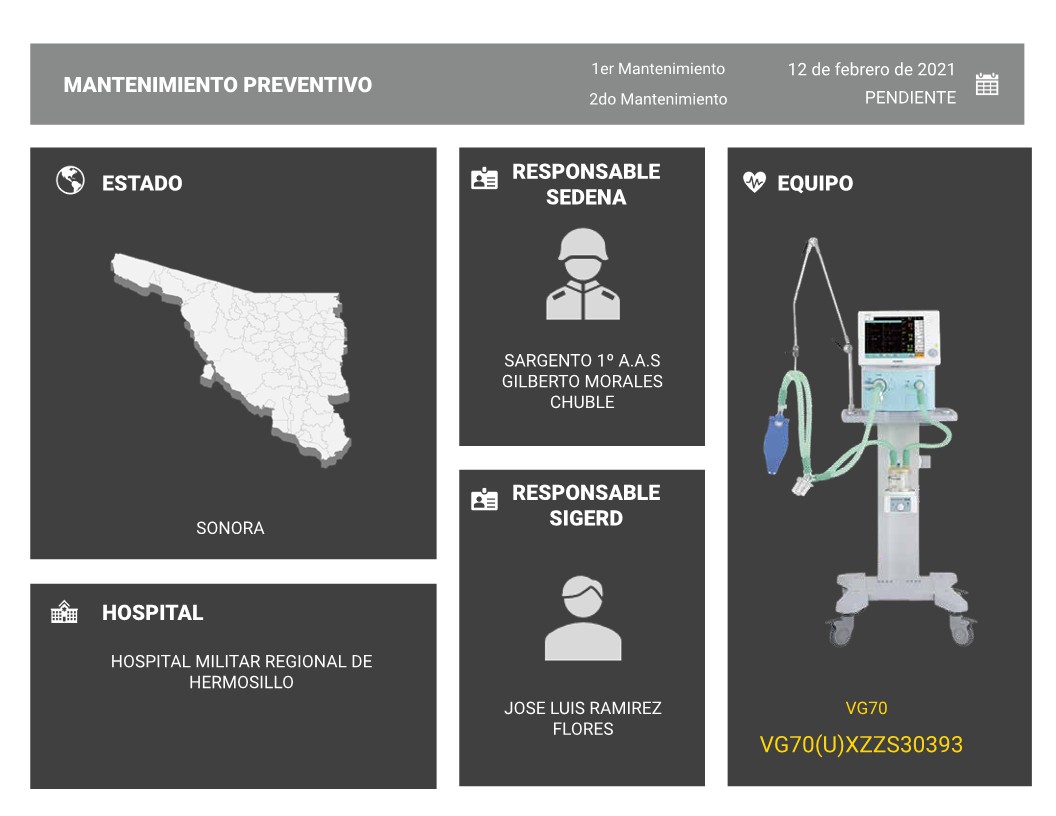 MANTENIMIENTO PREVENTIVO
1er Mantenimiento
12 de febrero de 2021
2do Mantenimiento
PENDIENTE
ESTADO
SONORA
HOSPITAL
HOSPITAL MILITAR REGIONAL DE
HERMOSILLO
RESPONSABLE
SEDENA
SARGENTO 1º A.A.S
GILBERTO MORALES
CHUBLE
RESPONSABLE
SIGERD
JOSE LUIS RAMIREZ
FLORES
EQUIPO
VG70
VG70(U)XZZS30393